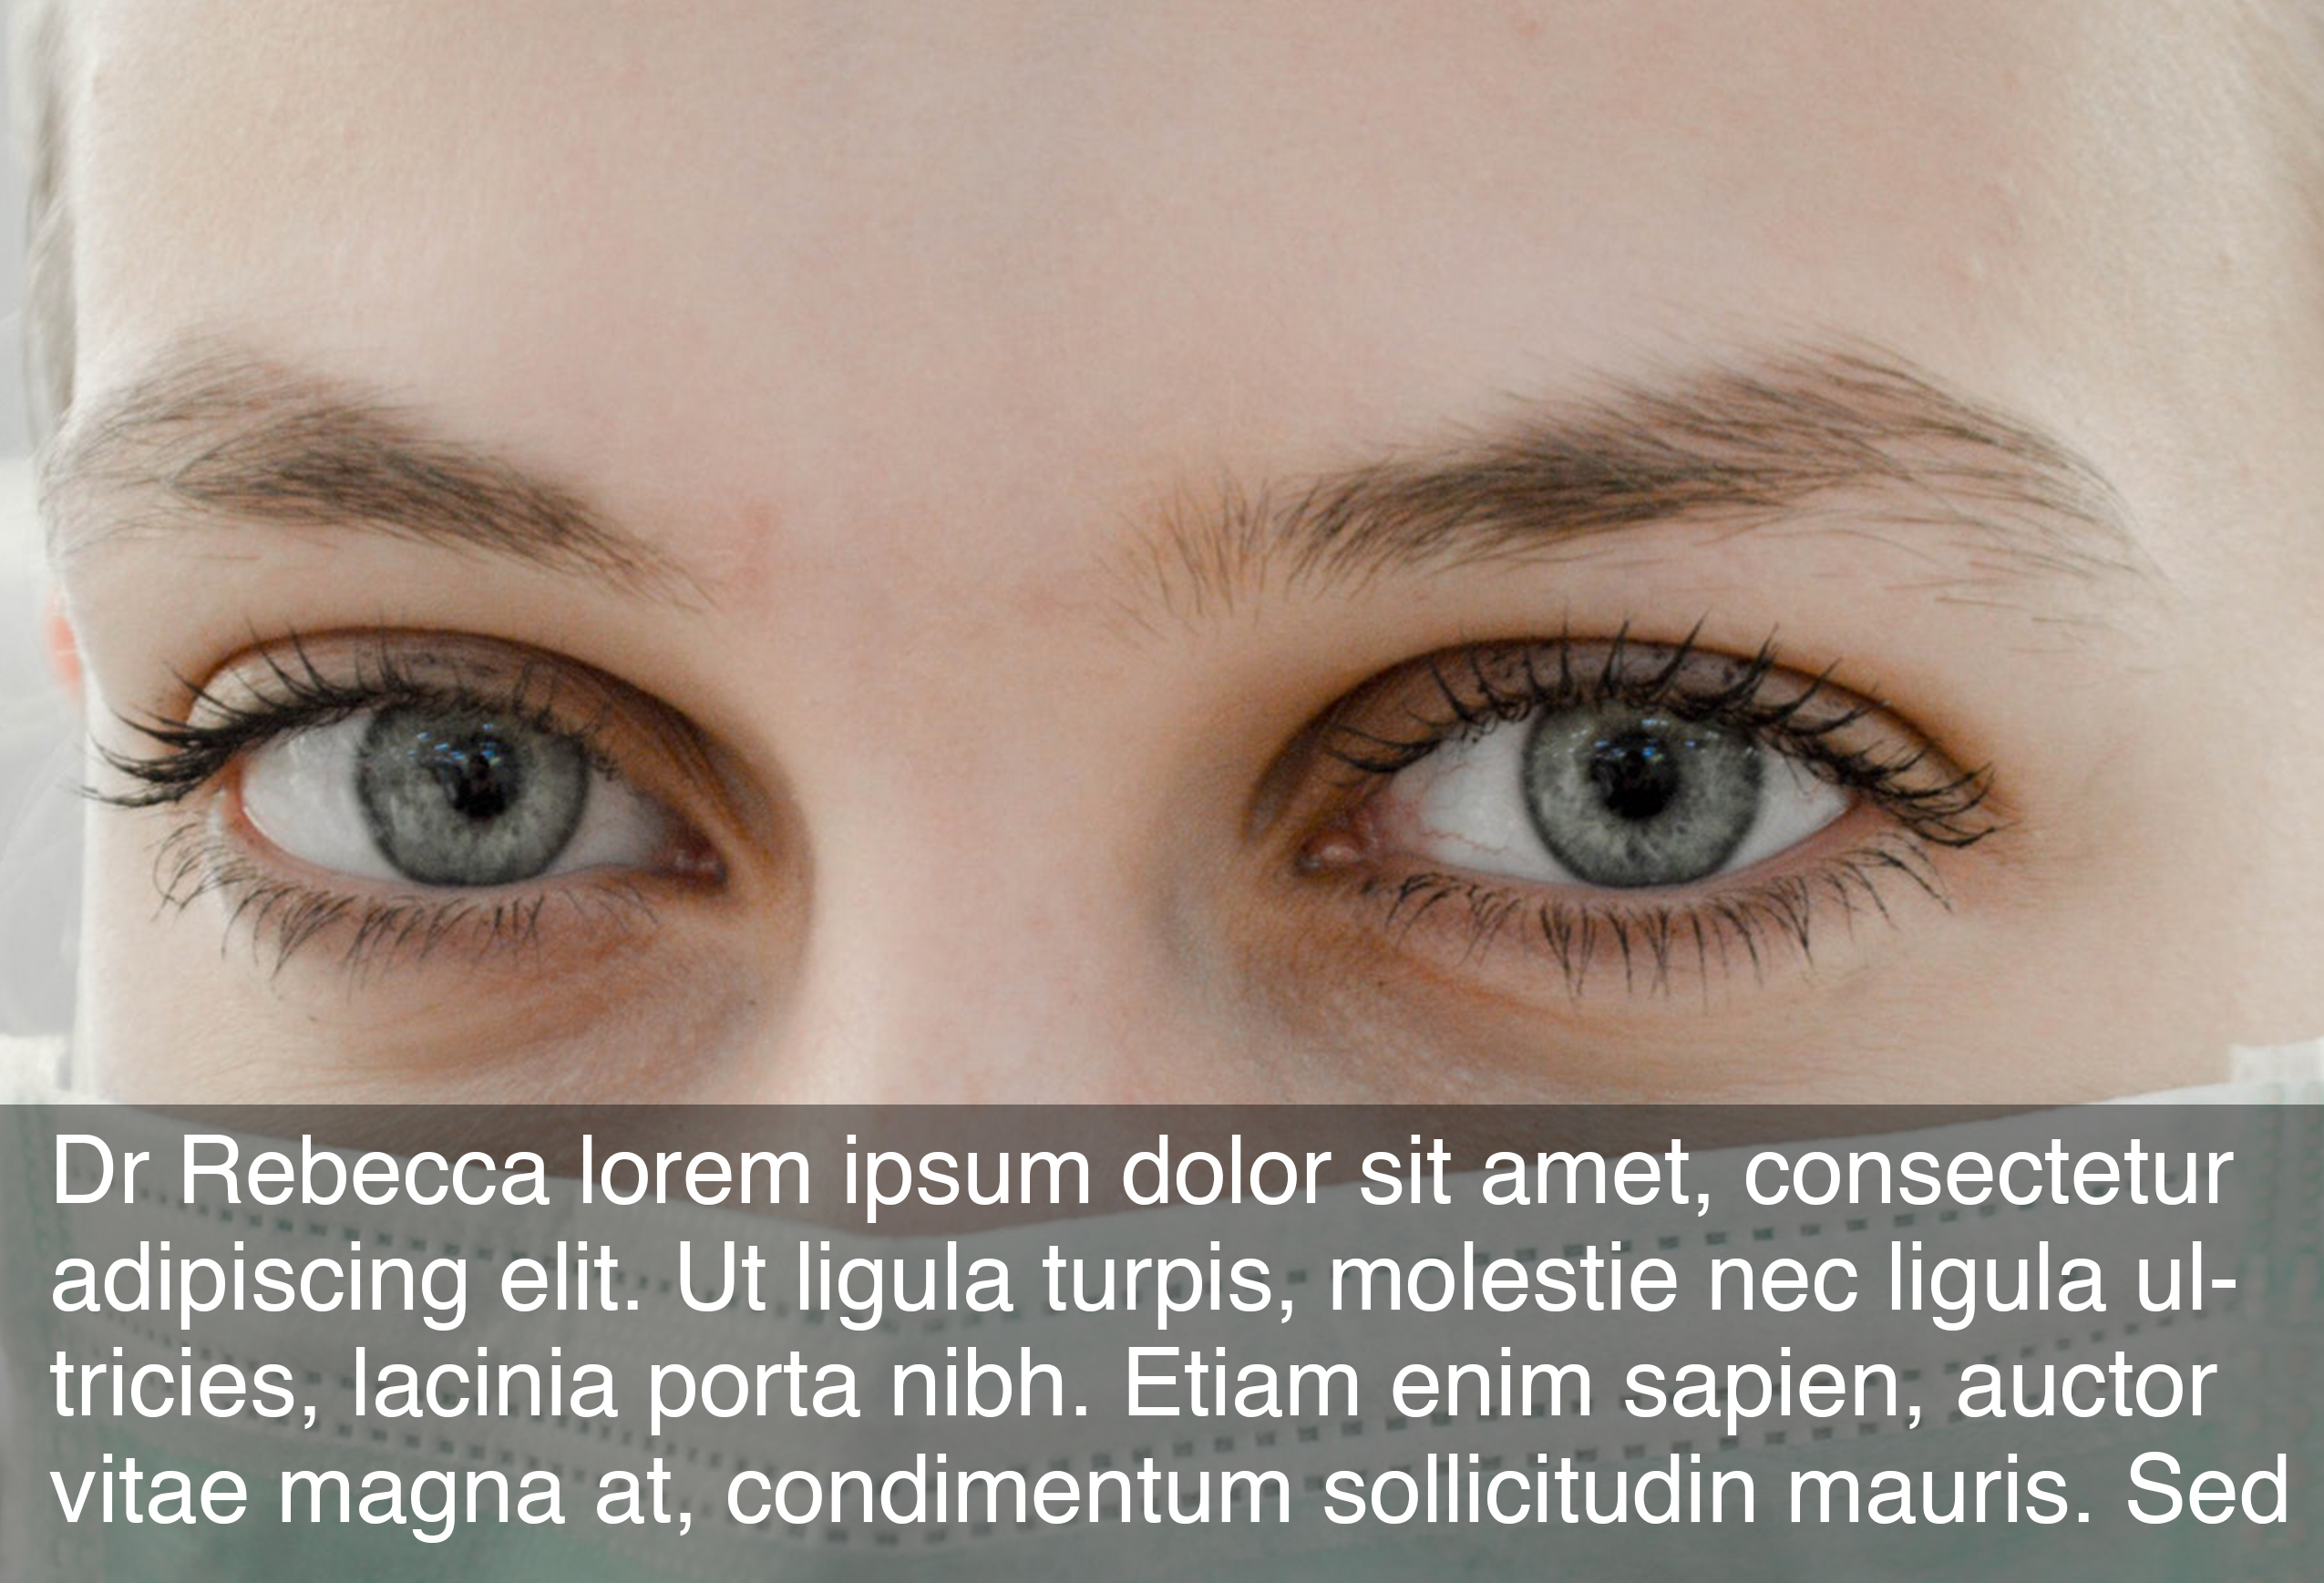 Dr Rebecca lorem ipsum dolor sit amet, consectetur
adipiscing elit. Ut ligula turpis, molestie nec ligula ul-
tricies, lacinia porta nibh. Etiam enim sapien, auctor
vitae magna at, condimentum sollicitudin mauris. Sed